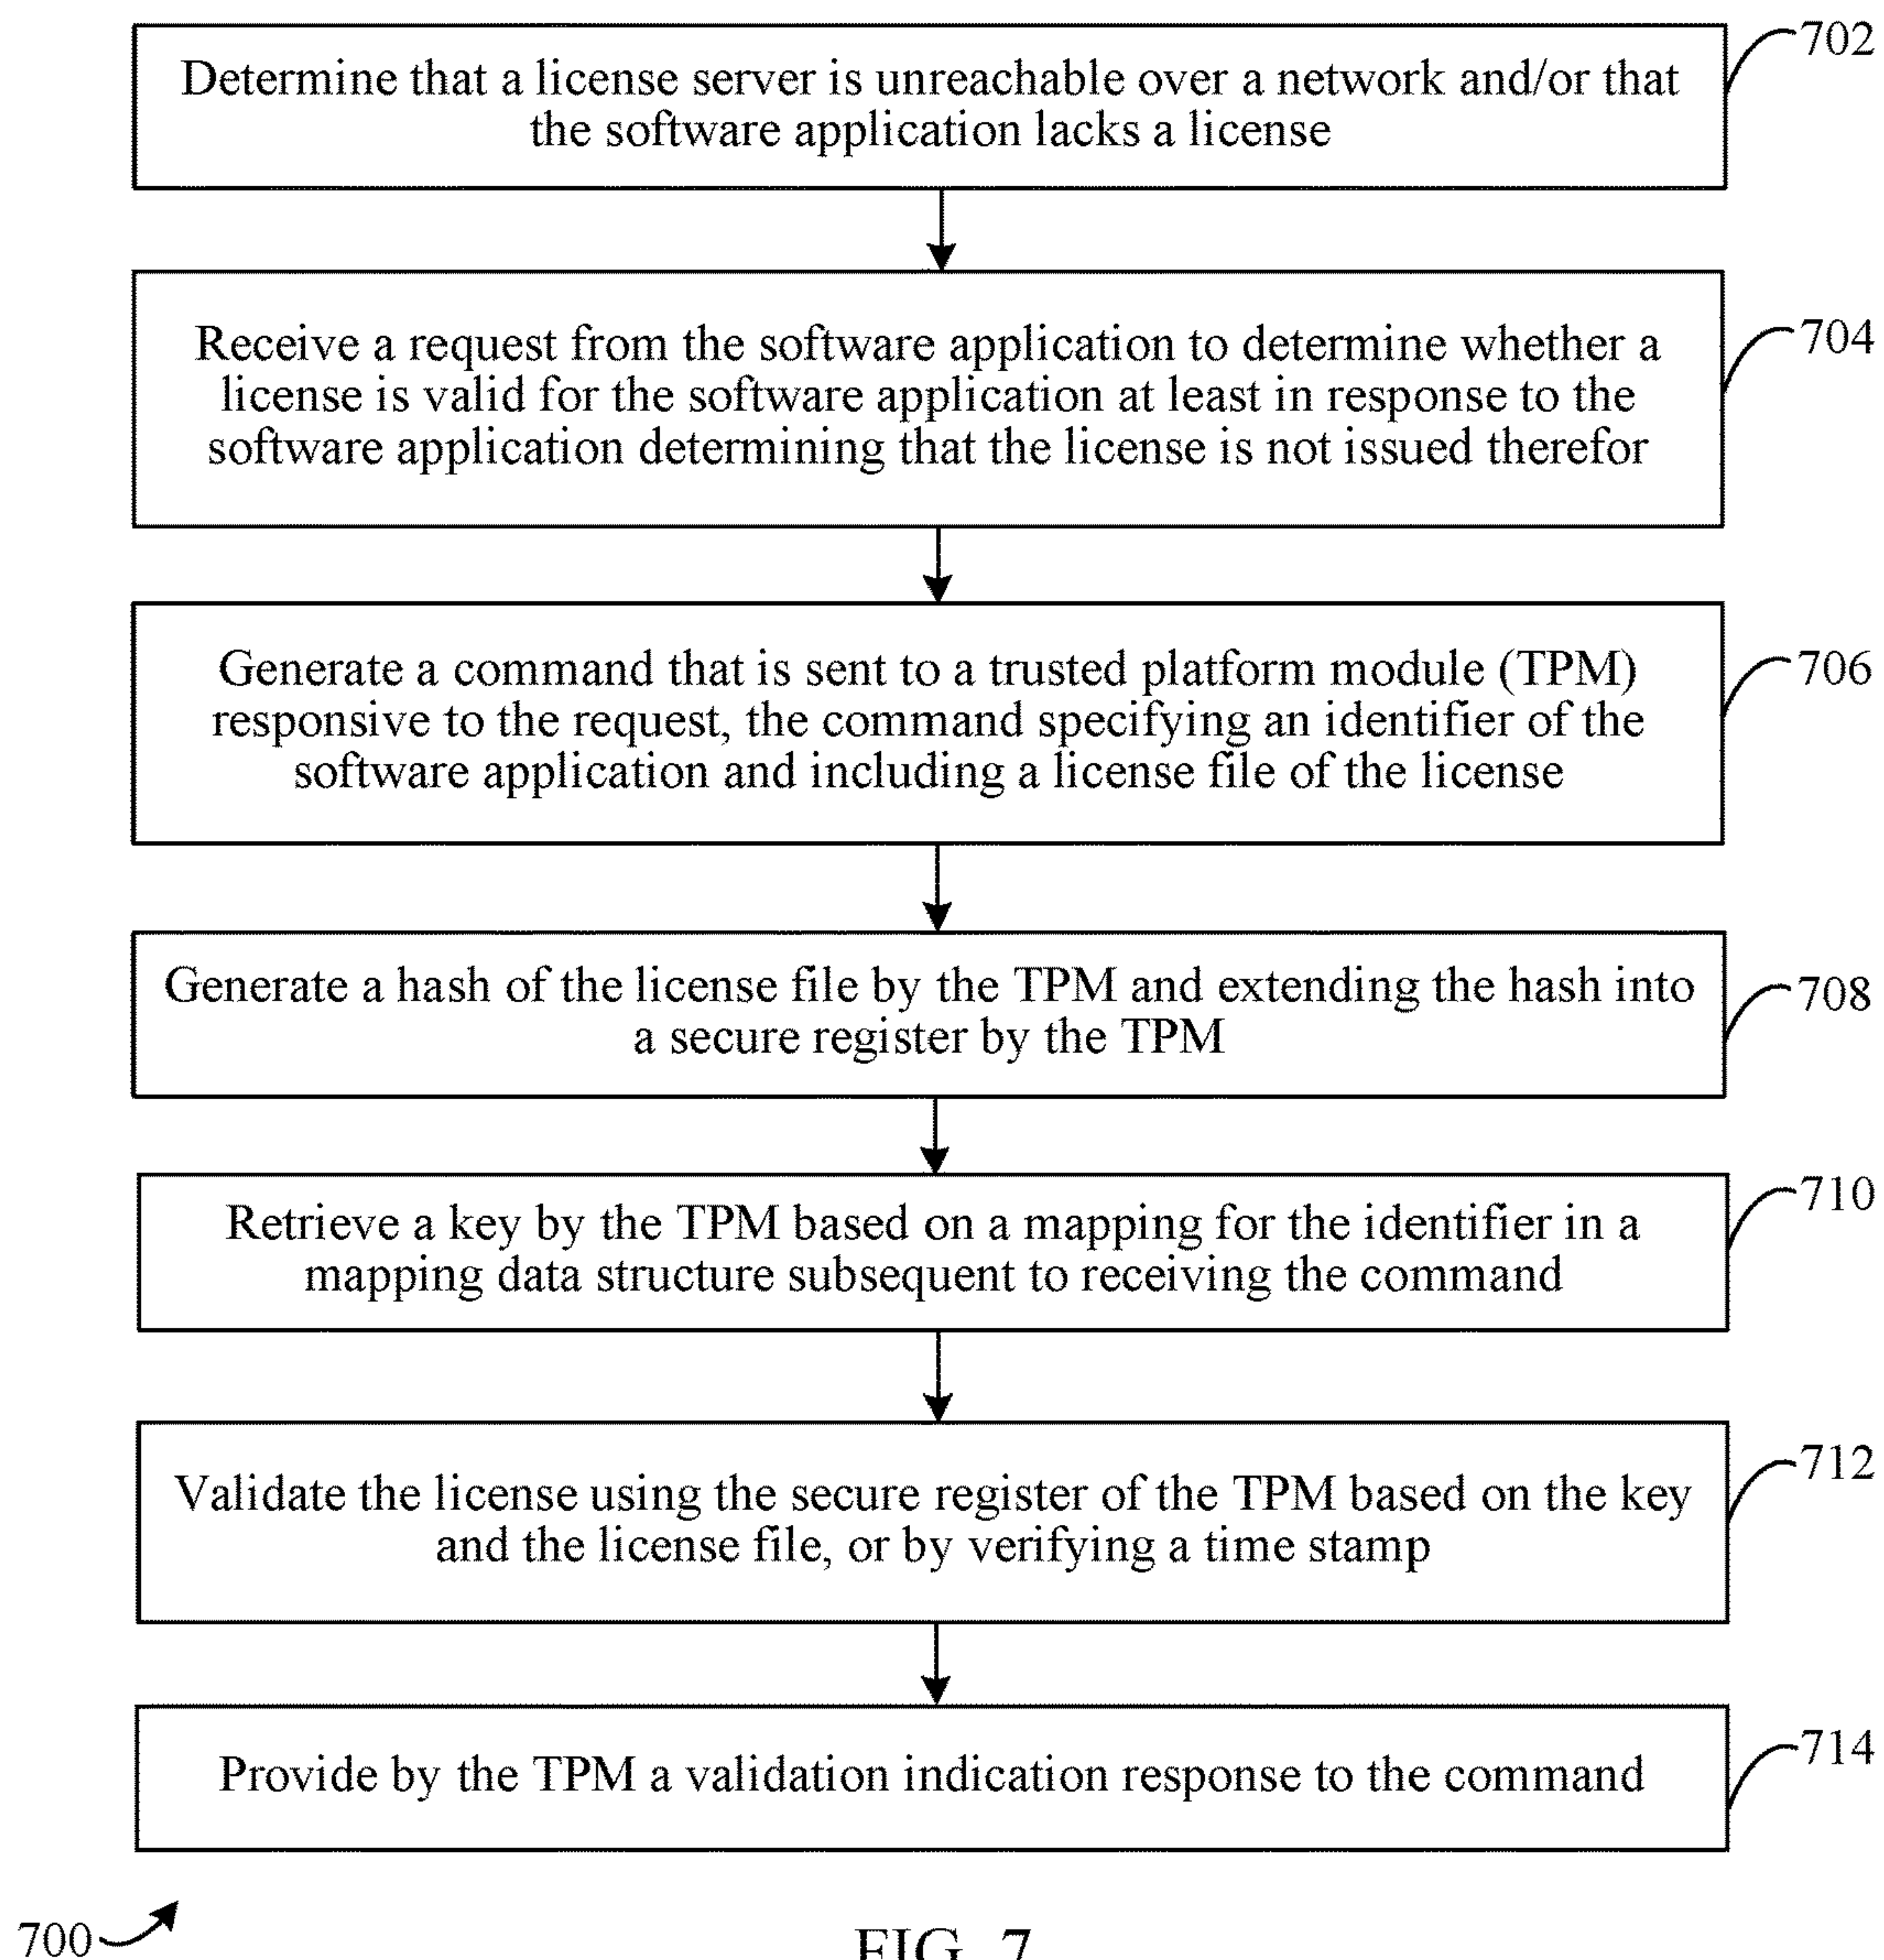 Determine that a license server is unreachable over a network and/or that
the software application lacks a license
702
Receive a request from the software application to determine whether a
license is valid for the software application at least in response to the
software application determining that the license is not issued therefor
704
Generate a command that is sent to a trusted platform module (TPM)
responsive to the request, the command specifying an identifier of the
software application and including a license file of the license
706
Generate a hash of the license file by the TPM and extending the hash into
a secure register by the TPM
708
Retrieve a key by the TPM based on a mapping for the identifier in a
mapping data structure subsequent to receiving the command
710
Validate the license using the secure register of the TPM based on the key
and the license file, or by verifying a time stamp
712
Provide by the TPM a validation indication response to the command
714
700
FIG. 7